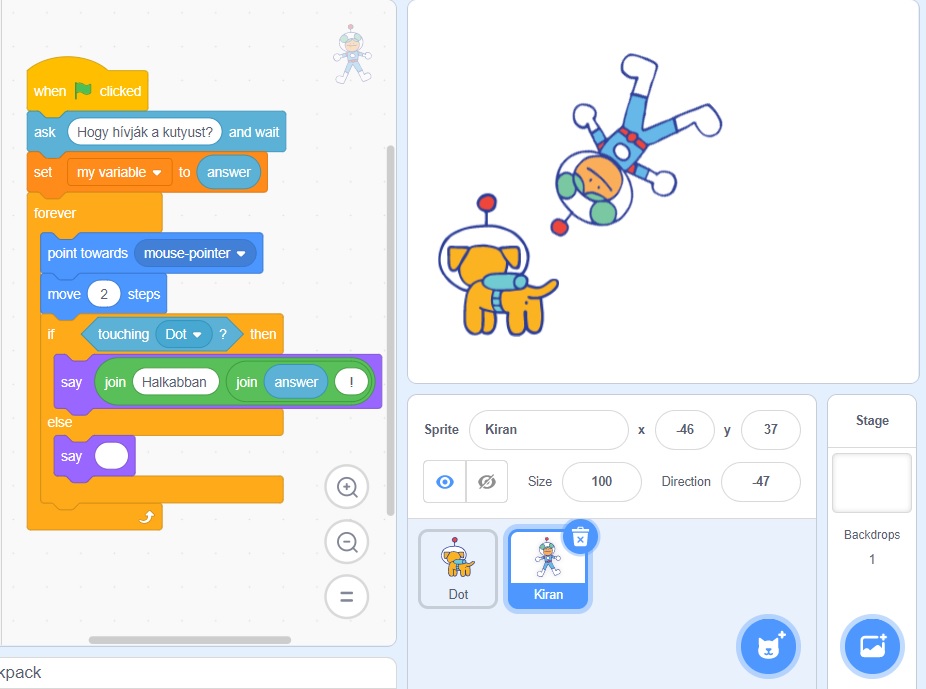 when clicked
ask Hogy hívják a kutyust? and wait
set my variable to answer
forever
point towards mouse-pointer
move 2 steps
if touching Dot ? then
say join Halkabban join answer !
else
say
kpack
Sprite Kiran x -46 y 37
Size 100 Direction -47
Dot
Kiran
Stage
Backdrops
1